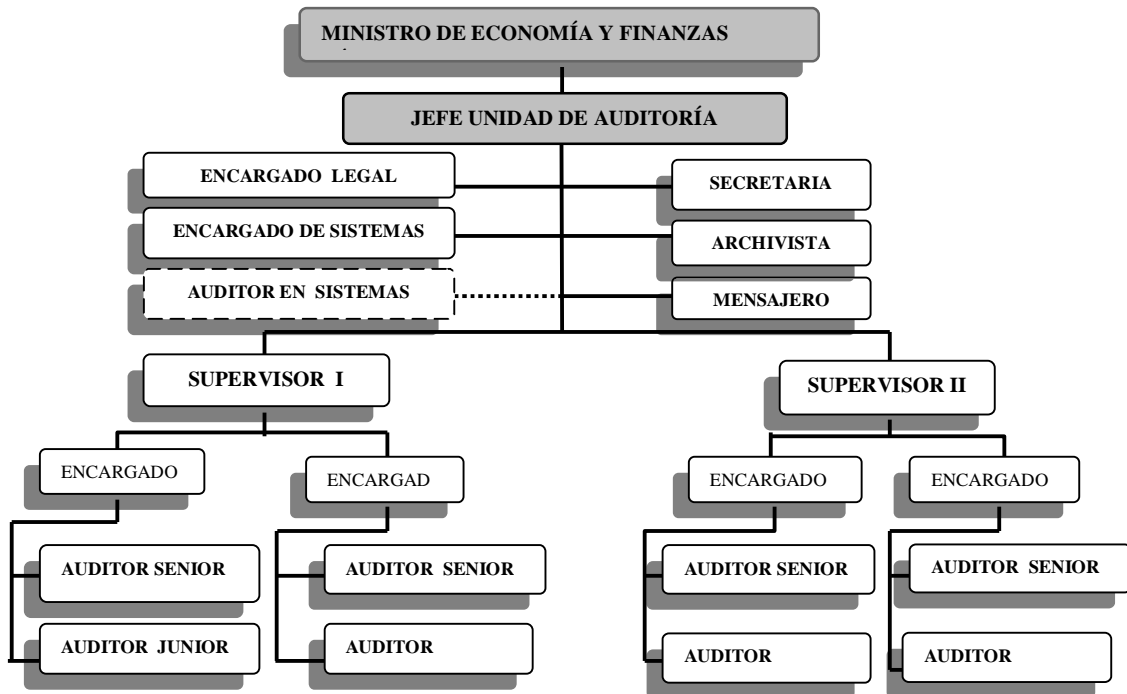 MINISTRO DE ECONOMÍA Y FINANZAS
JEFE UNIDAD DE AUDITORÍA
ENCARGADO LEGAL
SECRETARIA
ENCARGADO DE SISTEMAS
ARCHIVISTA
AUDITOR EN SISTEMAS
MENSAJERO
SUPERVISOR I
SUPERVISOR II
ENCARGADO
ENCARGAD
ENCARGADO
ENCARGADO
AUDITOR SENIOR
AUDITOR SENIOR
AUDITOR SENIOR
AUDITOR SENIOR
AUDITOR JUNIOR
AUDITOR
AUDITOR
AUDITOR